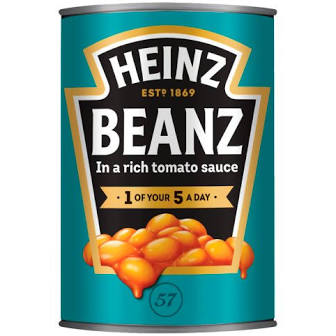 HEINZ
ESTD 1869
BEANZ
In a rich tomato sauce
· 1 OF YOUR 5 A DAY ·
57